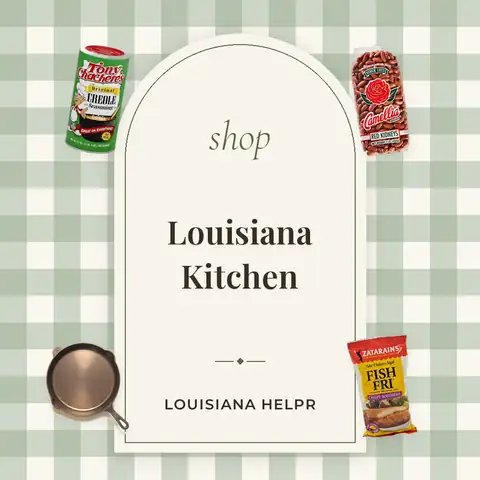 Tony
Chachere's
Original
CREOLE
Seasoning
Camellia
RED KIDNEYS
shop
Louisiana
Kitchen
LOUISIANA HELPR
ZATARAIN'S
FISH
FRI